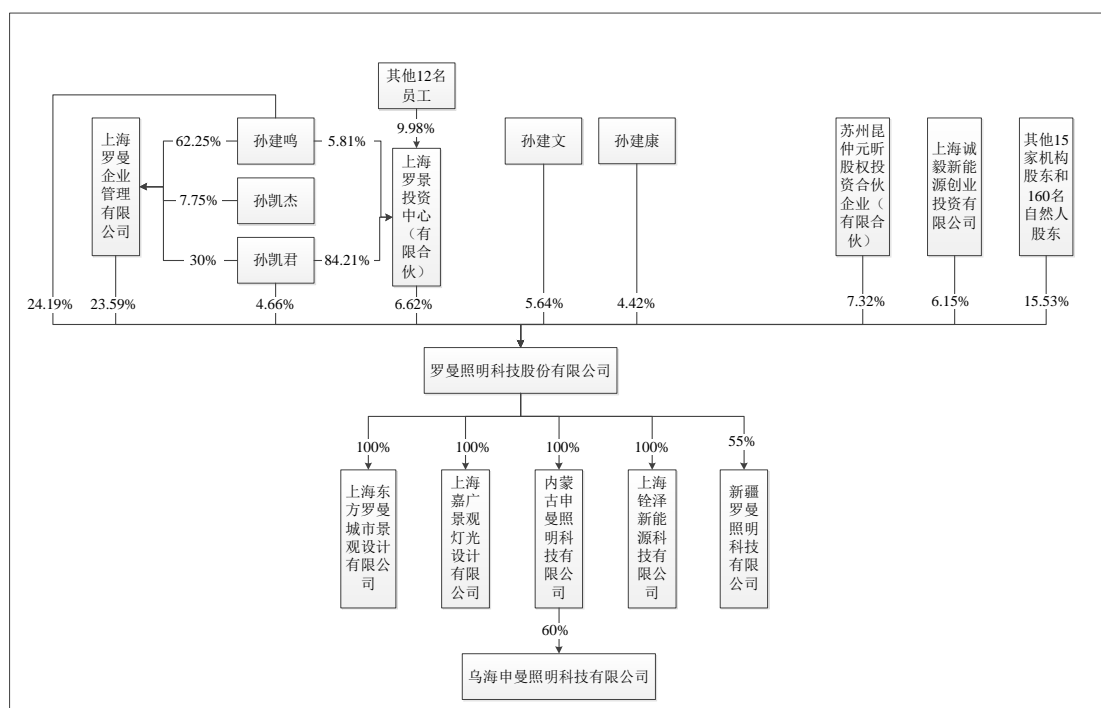 其他12名
员工
9.98%
上海
罗曼
企业
管理
有限
公司
62.25%
孙建鸣
5.81%
7.75%
孙凯杰
30%
孙凯君
84.21%
上海
罗景
投资
中心
（有
限合
伙）
孙建文
孙建康
苏州昆
仲元昕
股权投
资合伙
企业（
有限合
伙）
上海诚
毅新能
源创业
投资有
限公司
其他15
家机构
股东和
160名
自然人
股东
24.19%
23.59%
4.66%
6.62%
5.64%
4.42%
7.32%
6.15%
15.53%
罗曼照明科技股份有限公司
100%
100%
100%
100%
55%
上海东
方罗曼
城市景
观设计
有限公
司
上海
嘉广
景观
灯光
设计
有限
公司
内蒙
古申
曼照
明科
技有
限公
司
上海
铨泽
新能
源科
技有
限公
司
新疆
罗曼
照明
科技
有限
公司
60%
乌海申曼照明科技有限公司